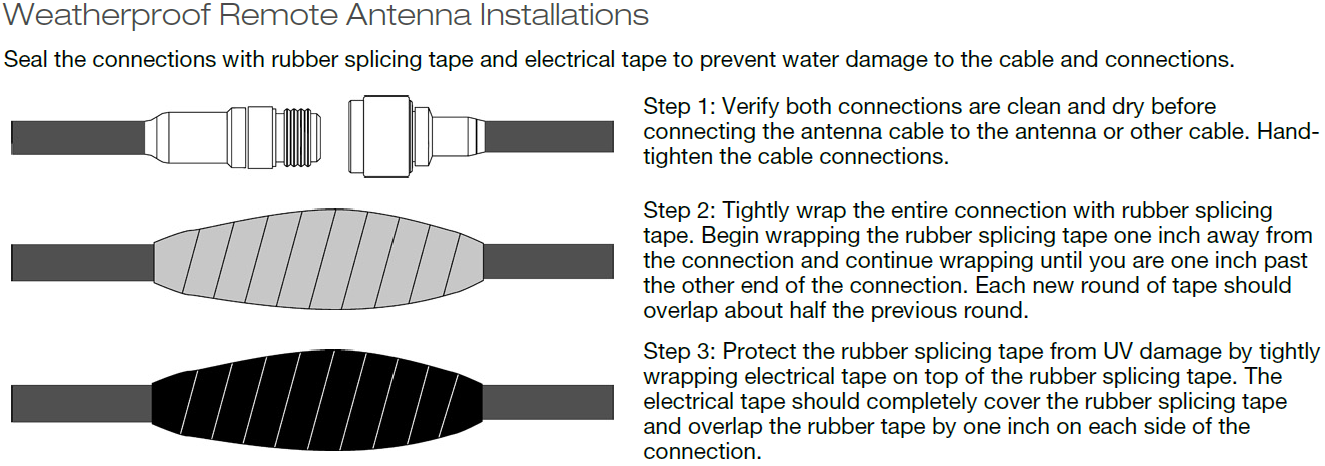 Weatherproof Remote Antenna Installations
Seal the connections with rubber splicing tape and electrical tape to prevent water damage to the cable and connections.
Step 1: Verify both connections are clean and dry before
connecting the antenna cable to the antenna or other cable. Hand-
tighten the cable connections.
Step 2: Tightly wrap the entire connection with rubber splicing
tape. Begin wrapping the rubber splicing tape one inch away from
the connection and continue wrapping until you are one inch past
the other end of the connection. Each new round of tape should
overlap about half the previous round.
Step 3: Protect the rubber splicing tape from UV damage by tightly
wrapping electrical tape on top of the rubber splicing tape. The
electrical tape should completely cover the rubber splicing tape
and overlap the rubber tape by one inch on each side of the
connection.